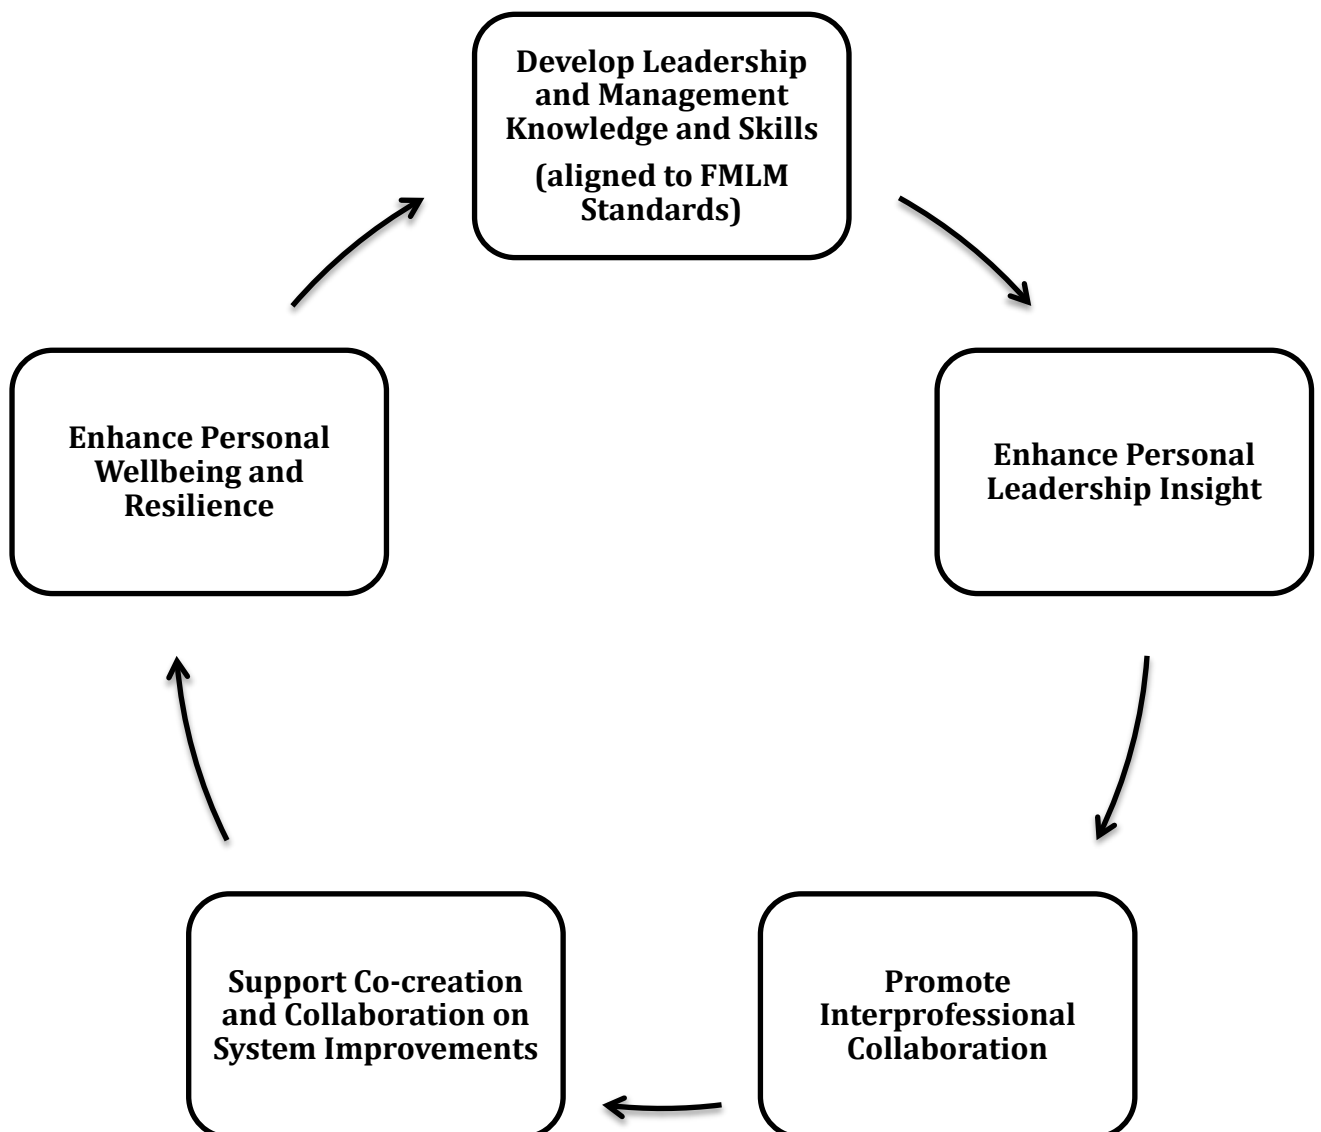 Develop Leadership
and Management
Knowledge and Skills
(aligned to FMLM
Standards)
Enhance Personal
Leadership Insight
Promote
Interprofessional
Collaboration
Support Co-creation
and Collaboration on
System Improvements
Enhance Personal
Wellbeing and
Resilience